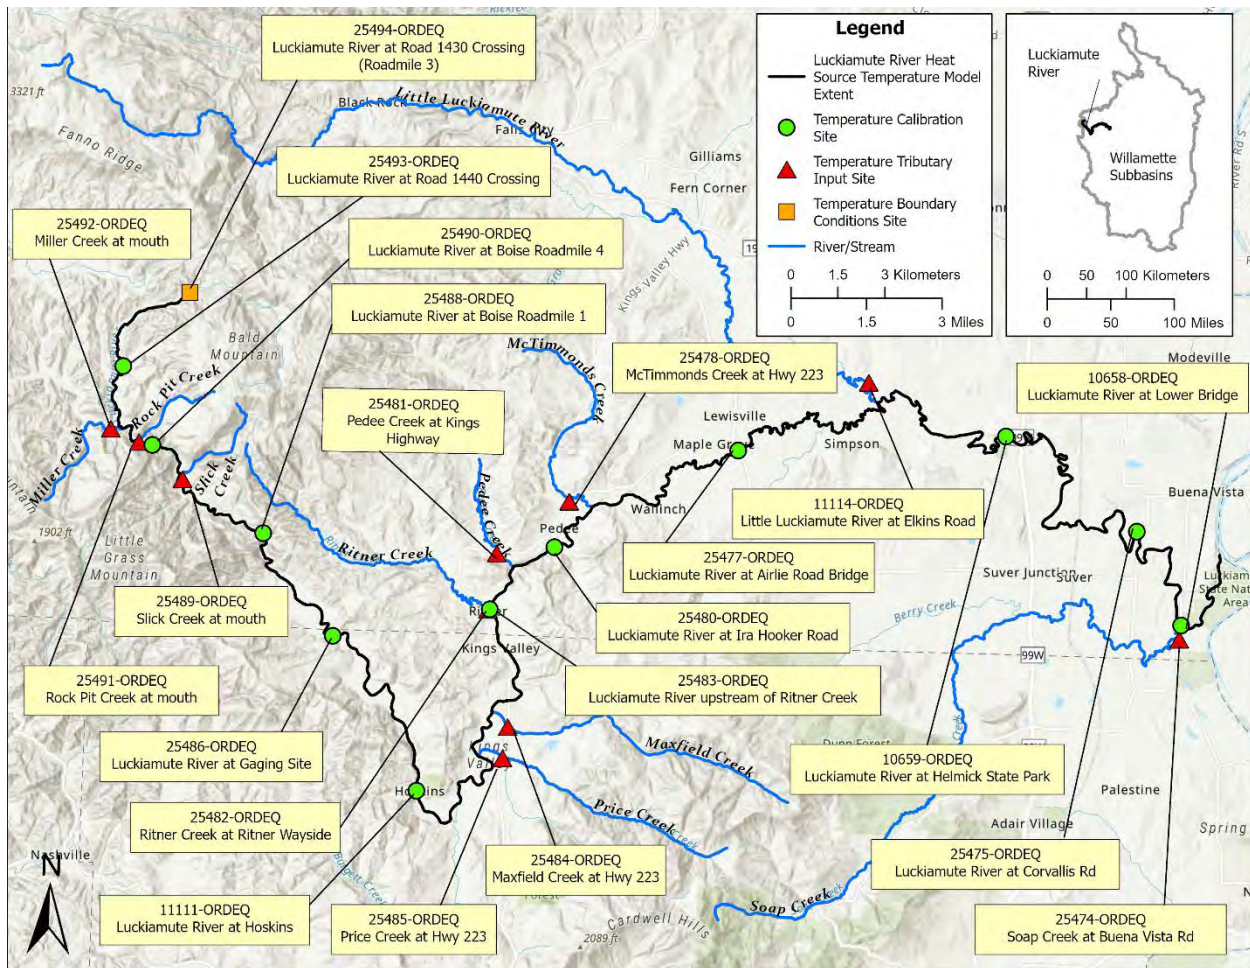 25494-ORDEQ
Luckiamute River at Road 1430 Crossing
(Roadmile 3)
25493-ORDEQ
Luckiamute River at Road 1440 Crossing
25492-ORDEQ
Miller Creek at mouth
25490-ORDEQ
Luckiamute River at Boise Roadmile 4
25488-ORDEQ
Luckiamute River at Boise Roadmile 1
25481-ORDEQ
Pedee Creek at Kings
Highway
25478-ORDEQ
McTimmonds Creek at Hwy 223
10658-ORDEQ
Luckiamute River at Lower Bridge
11114-ORDEQ
Little Luckiamute River at Elkins Road
25477-ORDEQ
Luckiamute River at Airlie Road Bridge
25480-ORDEQ
Luckiamute River at Ira Hooker Road
25483-ORDEQ
Luckiamute River upstream of Ritner Creek
25489-ORDEQ
Slick Creek at mouth
25491-ORDEQ
Rock Pit Creek at mouth
25486-ORDEQ
Luckiamute River at Gaging Site
25482-ORDEQ
Ritner Creek at Ritner Wayside
11111-ORDEQ
Luckiamute River at Hoskins
25485-ORDEQ
Price Creek at Hwy 223
25484-ORDEQ
Maxfield Creek at Hwy 223
10659-ORDEQ
Luckiamute River at Helmick State Park
25475-ORDEQ
Luckiamute River at Corvallis Rd
25474-ORDEQ
Soap Creek at Buena Vista Rd
Legend
Luckiamute River Heat
Source Temperature Model
Extent
Temperature Calibration
Site
Temperature Tributary
Input Site
Temperature Boundary
Conditions Site
River/Stream
0 1.5 3 Kilometers
0 1.5 3 Miles
Luckiamute
River
Willamette
Subbasins
0 50 100 Kilometers
0 50 100 Miles
3321 ft
Fanno Ridge
Black Rock
Little Luckiamute River
Gilliams
Fern Corner
Kings Valley Hwy
River Rd S
Modeville
Bald
Mountain
Rock Pit Creek
Miller Creek
Slick
Creek
1902 ft
Little
Grass
Mountain
McTimmonds Creek
Pedee Creek
Pedee
Ritner Creek
Lewisville
Simpson
Buena Vista
Suver Junction
Suver
Berry Creek
99W
Kings Valley
Maxfield Creek
Price Creek
Soap Creek
Creek
Palestine
Adair Village
Nashville
N
Cardwell Hills
2089 ft